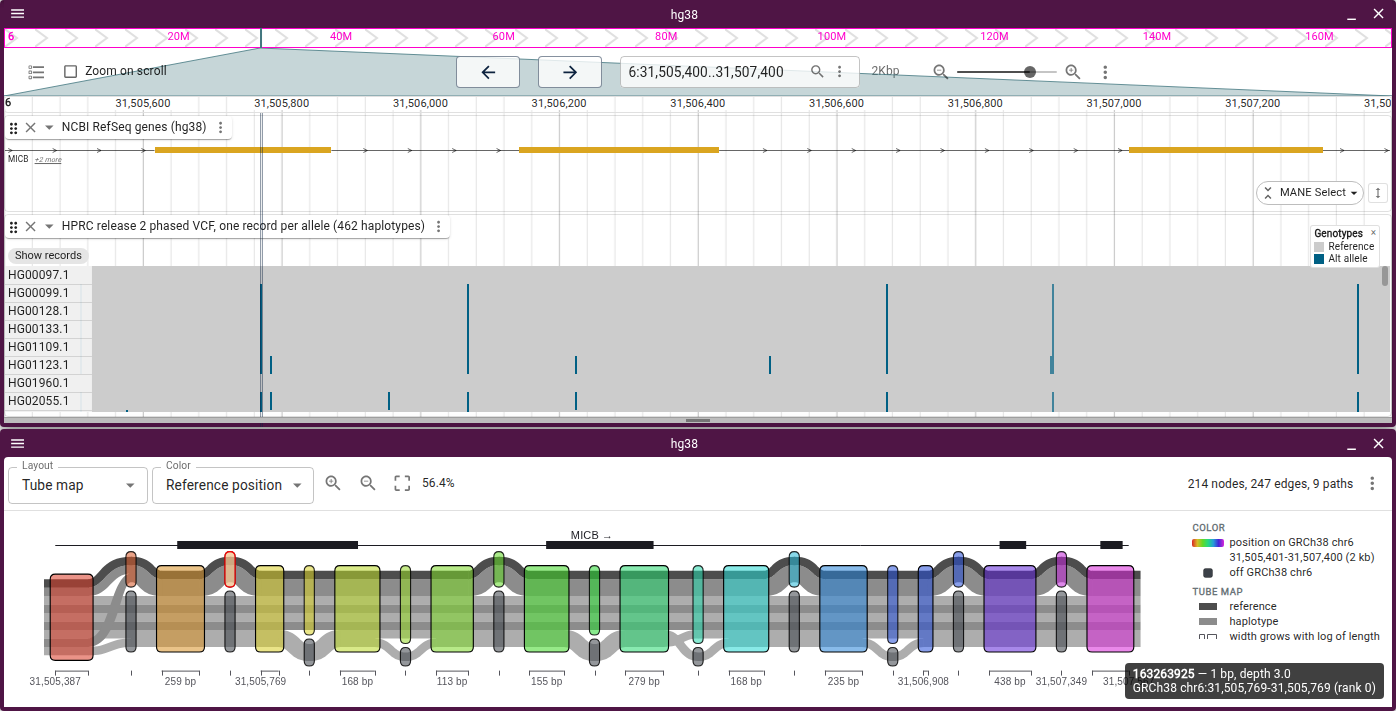 hg38
6 20M 40M 60M 80M 100M 120M 140M 160M
Zoom on scroll 6:31,505,400..31,507,400 2Kbp
6 31,505,600 31,505,800 31,506,000 31,506,200 31,506,400 31,506,600 31,506,800 31,507,000 31,507,200 31,50
NCBI RefSeq genes (hg38)
MICB +2 more
MANE Select
HPRC release 2 phased VCF, one record per allele (462 haplotypes)
Genotypes ×
Reference
Alt allele
Show records
HG00097.1
HG00099.1
HG00128.1
HG00133.1
HG01109.1
HG01123.1
HG01960.1
HG02055.1
hg38
Layout Color
Tube map Reference position 56.4% 214 nodes, 247 edges, 9 paths
MICB →
COLOR
position on GRCh38 chr6
31,505,401-31,507,400 (2 kb)
off GRCh38 chr6
TUBE MAP
reference
haplotype
width grows with log of length
31,505,387 259 bp 31,505,769 168 bp 113 bp 155 bp 279 bp 168 bp 235 bp 31,506,908 438 bp 31,507,349 31,507
163263925 — 1 bp, depth 3.0
GRCh38 chr6:31,505,769-31,505,769 (rank 0)